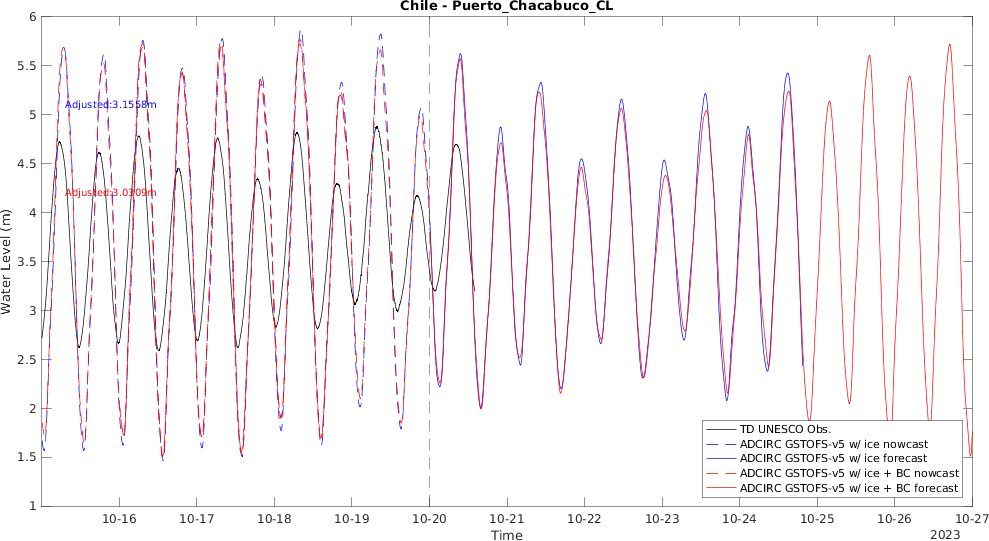 Chile - Puerto_Chacabuco_CL
6
5.5
5
4.5
4
3.5
3
2.5
2
1.5
1
Water Level (m)
Adjusted:3.1558m
Adjusted:3.0309m
TD UNESCO Obs.
ADCIRC GSTOFS-v5 w/ ice nowcast
ADCIRC GSTOFS-v5 w/ ice forecast
ADCIRC GSTOFS-v5 w/ ice + BC nowcast
ADCIRC GSTOFS-v5 w/ ice + BC forecast
10-16 10-17 10-18 10-19 10-20 10-21 10-22 10-23 10-24 10-25 10-26 10-27
Time
2023